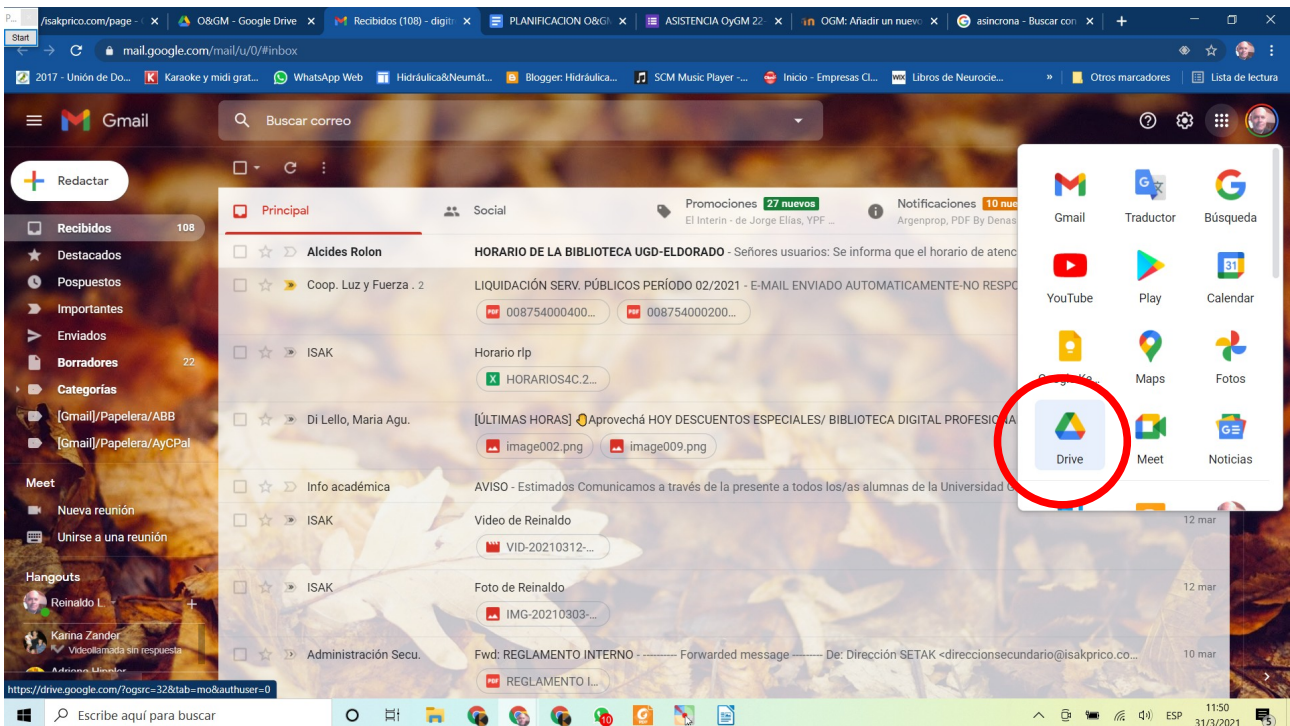 P...
Start
/isakprico.com/page - (
O&GM - Google Drive
Recibidos (108) - digit
PLANIFICACION O&GM
ASISTENCIA OyGM 22-
OGM: Añadir un nuevo
asincrona - Buscar con
mail.google.com/mail/u/0/#inbox
2017 - Unión de Do...
Karaoke y midi grat...
WhatsApp Web
Hidráulica&Neumát...
Blogger: Hidráulica...
SCM Music Player -...
Inicio - Empresas Cl...
WIX Libros de Neurocie...
»
Otros marcadores
Lista de lectura
Gmail
Buscar correo
Redactar
Recibidos 108
Destacados
Pospuestos
Importantes
Enviados
Borradores 22
Categorías
[Gmail]/Papelera/ABB
[Gmail]/Papelera/AyCPal
Meet
Nueva reunión
Unirse a una reunión
Hangouts
Reinaldo L.
Karina Zander
Videollamada sin respuesta
https://drive.google.com/?ogsrc=32&tab=mo&authuser=0
Principal
Social
Promociones 27 nuevos
El Interin - de Jorge Elías, YPF ...
Notificaciones 10 nue
Argenprop, PDF By Denas
Alcides Rolon HORARIO DE LA BIBLIOTECA UGD-ELDORADO - Señores usuarios: Se informa que el horario de atenc
Coop. Luz y Fuerza . 2 LIQUIDACIÓN SERV. PÚBLICOS PERÍODO 02/2021 - E-MAIL ENVIADO AUTOMATICAMENTE-NO RESPO
PDF 008754000400... PDF 008754000200...
ISAK Horario rlp
X HORARIOS4C.2...
Di Lello, Maria Agu. [ÚLTIMAS HORAS] Aprovechá HOY DESCUENTOS ESPECIALES/ BIBLIOTECA DIGITAL PROFESIONA
image002.png image009.png
Info académica AVISO - Estimados Comunicamos a través de la presente a todos los/as alumnas de la Universidad G
ISAK Video de Reinaldo 12 mar
VID-20210312-...
ISAK Foto de Reinaldo 12 mar
IMG-20210303-...
Administración Secu. Fwd: REGLAMENTO INTERNO - ---------- Forwarded message --------- De: Dirección SETAK <direccionsecundario@isakprico.co... 10 mar
PDF REGLAMENTO I...
Gmail Traductor Búsqueda
YouTube Play Calendar
Google Ke... Maps Fotos
Drive Meet Noticias
Escribe aquí para buscar
ESP
11:50
31/3/2021